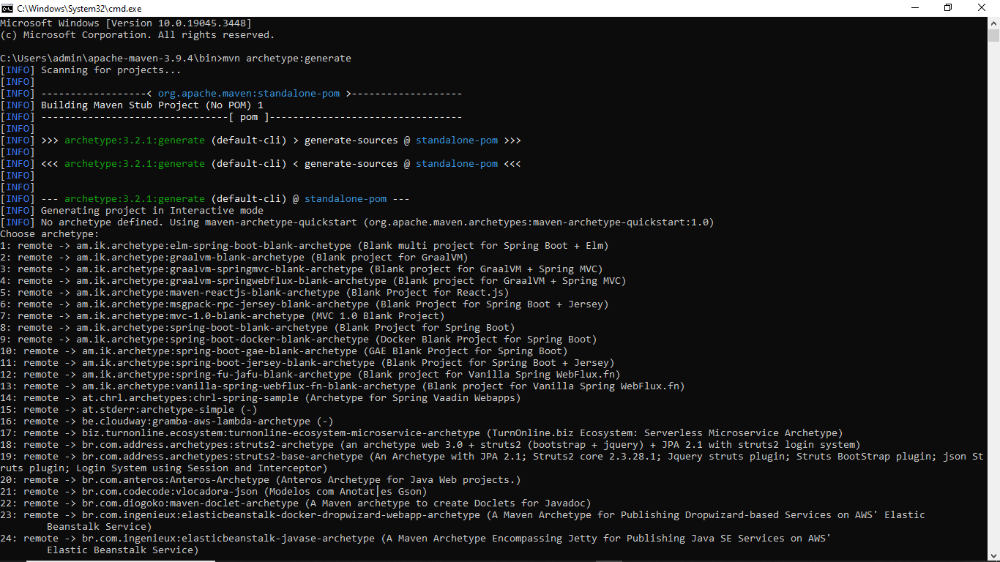 C:\Windows\System32\cmd.exe
Microsoft Windows [Version 10.0.19045.3448]
(c) Microsoft Corporation. All rights reserved.
C:\Users\admin\apache-maven-3.9.4\bin>mvn archetype:generate
[INFO] Scanning for projects...
[INFO]
[INFO] ------------------< org.apache.maven:standalone-pom >-------------------
[INFO] Building Maven Stub Project (No POM) 1
[INFO] --------------------------------[ pom ]---------------------------------
[INFO]
[INFO] >>> archetype:3.2.1:generate (default-cli) > generate-sources @ standalone-pom >>>
[INFO]
[INFO] <<< archetype:3.2.1:generate (default-cli) < generate-sources @ standalone-pom <<<
[INFO]
[INFO]
[INFO] --- archetype:3.2.1:generate (default-cli) @ standalone-pom ---
[INFO] Generating project in Interactive mode
[INFO] No archetype defined. Using maven-archetype-quickstart (org.apache.maven.archetypes:maven-archetype-quickstart:1.0)
Choose archetype:
1: remote -> am.ik.archetype:elm-spring-boot-blank-archetype (Blank multi project for Spring Boot + Elm)
2: remote -> am.ik.archetype:graalvm-blank-archetype (Blank project for GraalVM)
3: remote -> am.ik.archetype:graalvm-springmvc-blank-archetype (Blank project for GraalVM + Spring MVC)
4: remote -> am.ik.archetype:graalvm-springwebflux-blank-archetype (Blank project for GraalVM + Spring MVC)
5: remote -> am.ik.archetype:maven-reactjs-blank-archetype (Blank Project for React.js)
6: remote -> am.ik.archetype:msgpack-rpc-jersey-blank-archetype (Blank Project for Spring Boot + Jersey)
7: remote -> am.ik.archetype:mvc-1.0-blank-archetype (MVC 1.0 Blank Project)
8: remote -> am.ik.archetype:spring-boot-blank-archetype (Blank Project for Spring Boot)
9: remote -> am.ik.archetype:spring-boot-docker-blank-archetype (Docker Blank Project for Spring Boot)
10: remote -> am.ik.archetype:spring-boot-gae-blank-archetype (GAE Blank Project for Spring Boot)
11: remote -> am.ik.archetype:spring-boot-jersey-blank-archetype (Blank Project for Spring Boot + Jersey)
12: remote -> am.ik.archetype:spring-fu-jafu-blank-archetype (Blank project for Vanilla Spring WebFlux.fn)
13: remote -> am.ik.archetype:vanilla-spring-webflux-fn-blank-archetype (Blank project for Vanilla Spring WebFlux.fn)
14: remote -> at.chrl.archetypes:chrl-spring-sample (Archetype for Spring Vaadin Webapps)
15: remote -> at.stderr:archetype-simple (-)
16: remote -> be.cloudway:gramba-aws-lambda-archetype (-)
17: remote -> biz.turnonline.ecosystem:turnonline-ecosystem-microservice-archetype (TurnOnline.biz Ecosystem: Serverless Microservice Archetype)
18: remote -> br.com.address.archetypes:struts2-archetype (an archetype web 3.0 + struts2 (bootstrap + jquery) + JPA 2.1 with struts2 login system)
19: remote -> br.com.address.archetypes:struts2-base-archetype (An Archetype with JPA 2.1; Struts2 core 2.3.28.1; Jquery struts plugin; Struts BootStrap plugin; json St
ruts plugin; Login System using Session and Interceptor)
20: remote -> br.com.anteros:Anteros-Archetype (Anteros Archetype for Java Web projects.)
21: remote -> br.com.codecode:vlocadora-json (Modelos com Anotaτ|es Gson)
22: remote -> br.com.diogoko:maven-doclet-archetype (A Maven archetype to create Doclets for Javadoc)
23: remote -> br.com.ingenieux:elasticbeanstalk-docker-dropwizard-webapp-archetype (A Maven Archetype for Publishing Dropwizard-based Services on AWS' Elastic
Beanstalk Service)
24: remote -> br.com.ingenieux:elasticbeanstalk-javase-archetype (A Maven Archetype Encompassing Jetty for Publishing Java SE Services on AWS'
Elastic Beanstalk Service)